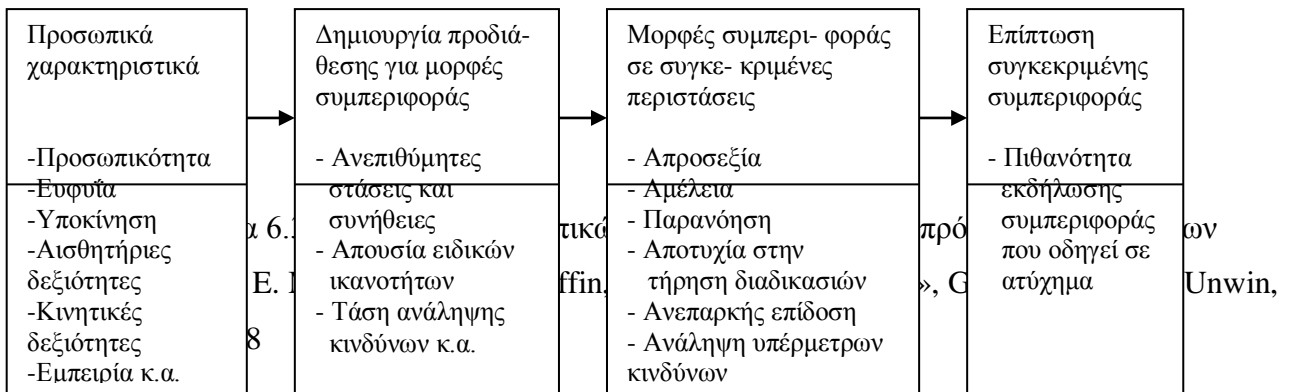 Προσωπικά
χαρακτηριστικά
-Προσωπικότητα
-Ευφυΐα
-Υποκίνηση
-Αισθητήριες
δεξιότητες
-Κινητικές
δεξιότητες
-Εμπειρία κ.α.
Δημιουργία προδιά-
θεσης για μορφές
συμπεριφοράς
- Ανεπιθύμητες
στάσεις και
συνήθειες
- Απουσία ειδικών
ικανοτήτων
- Τάση ανάληψης
κινδύνων κ.α.
Μορφές συμπερι- φοράς
σε συγκε- κριμένες
περιστάσεις
- Απροσεξία
- Αμέλεια
- Παρανόηση
- Αποτυχία στην
τήρηση διαδικασιών
- Ανεπαρκής επίδοση
- Ανάληψη υπέρμετρων
κινδύνων
Επίπτωση
συγκεκριμένης
συμπεριφοράς
- Πιθανότητα
εκδήλωσης
συμπεριφοράς
που οδηγεί σε
ατύχημα
E. Unwin,
8